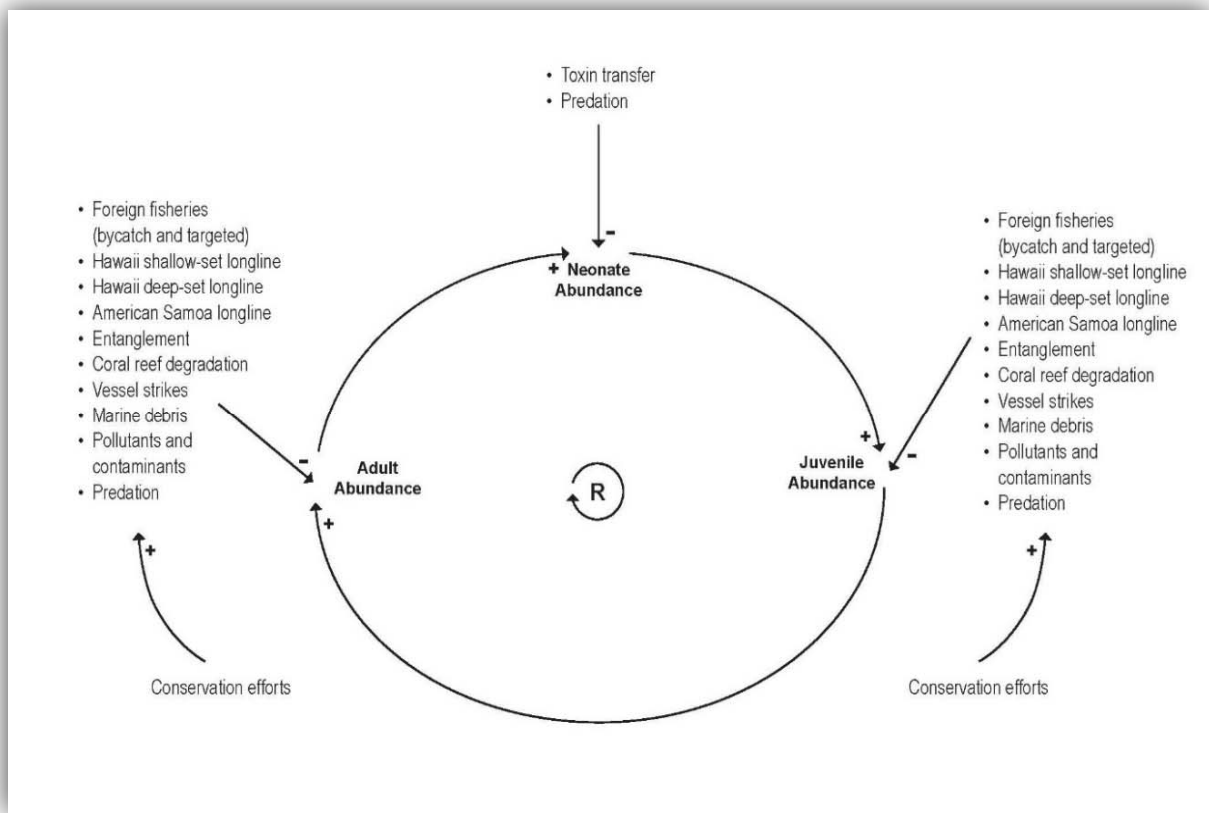 • Toxin transfer
• Predation
• Foreign fisheries
(bycatch and targeted)
• Hawaii shallow-set longline
• Hawaii deep-set longline
• American Samoa longline
• Entanglement
• Coral reef degradation
• Vessel strikes
• Marine debris
• Pollutants and
contaminants
• Predation
• Foreign fisheries
(bycatch and targeted)
• Hawaii shallow-set longline
• Hawaii deep-set longline
• American Samoa longline
• Entanglement
• Coral reef degradation
• Vessel strikes
• Marine debris
• Pollutants and
contaminants
• Predation
-
+ Neonate
Abundance
+
-
Juvenile
Abundance
-
Adult
Abundance
+
R
+
+
Conservation efforts
Conservation efforts